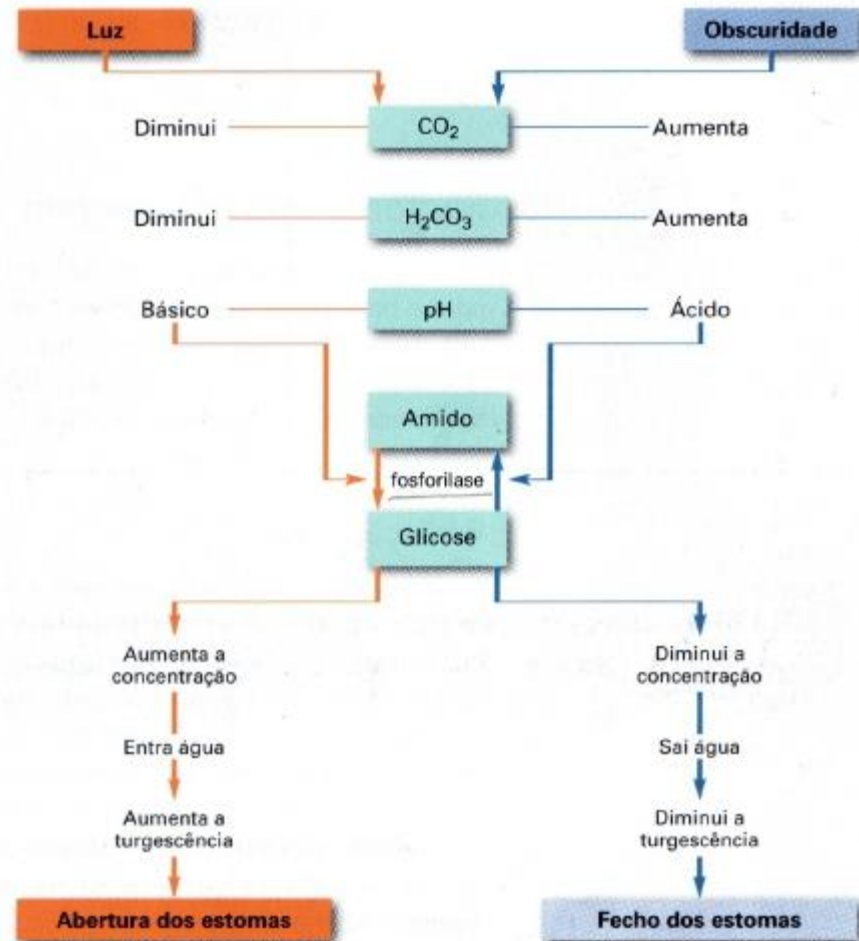 Luz
Obscuridade
Diminui
CO₂
Aumenta
Diminui
H₂CO₃
Aumenta
Básico
pH
Ácido
Amido
fosforilase
Glicose
Aumenta a
concentração
Diminui a
concentração
Entra água
Sai água
Aumenta a
turgescência
Diminui a
turgescência
Abertura dos estomas
Fecho dos estomas